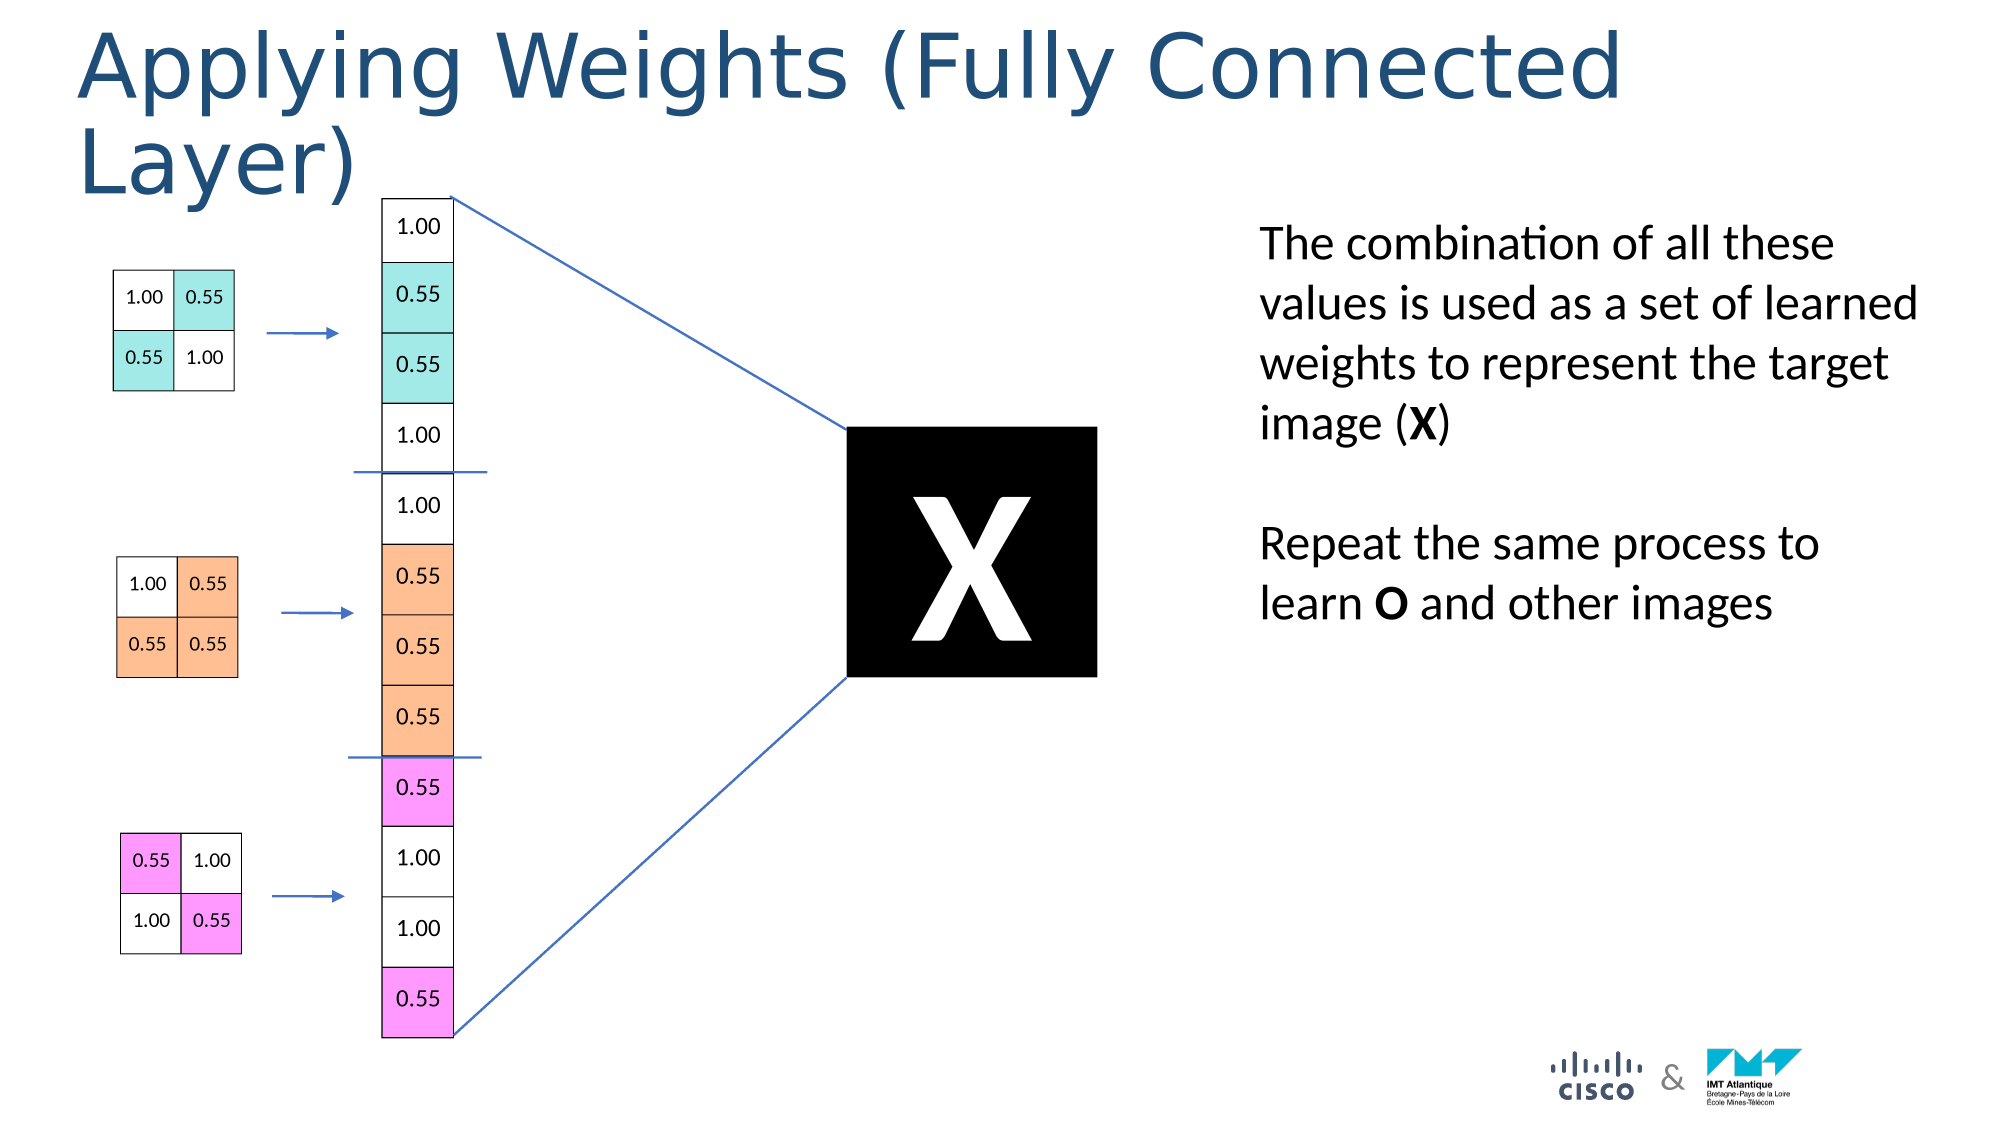 Applying Weights (Fully Connected
Layer)
1.00 0.55
0.55 1.00
1.00 0.55
0.55 0.55
0.55 1.00
1.00 0.55
1.00
0.55
0.55
1.00
1.00
0.55
0.55
0.55
0.55
1.00
1.00
0.55
X
The combination of all these
values is used as a set of learned
weights to represent the target
image (X)
Repeat the same process to
learn O and other images
CISCO
&
IMT Atlantique
Bretagne-Pays de la Loire
École Mines-Télécom